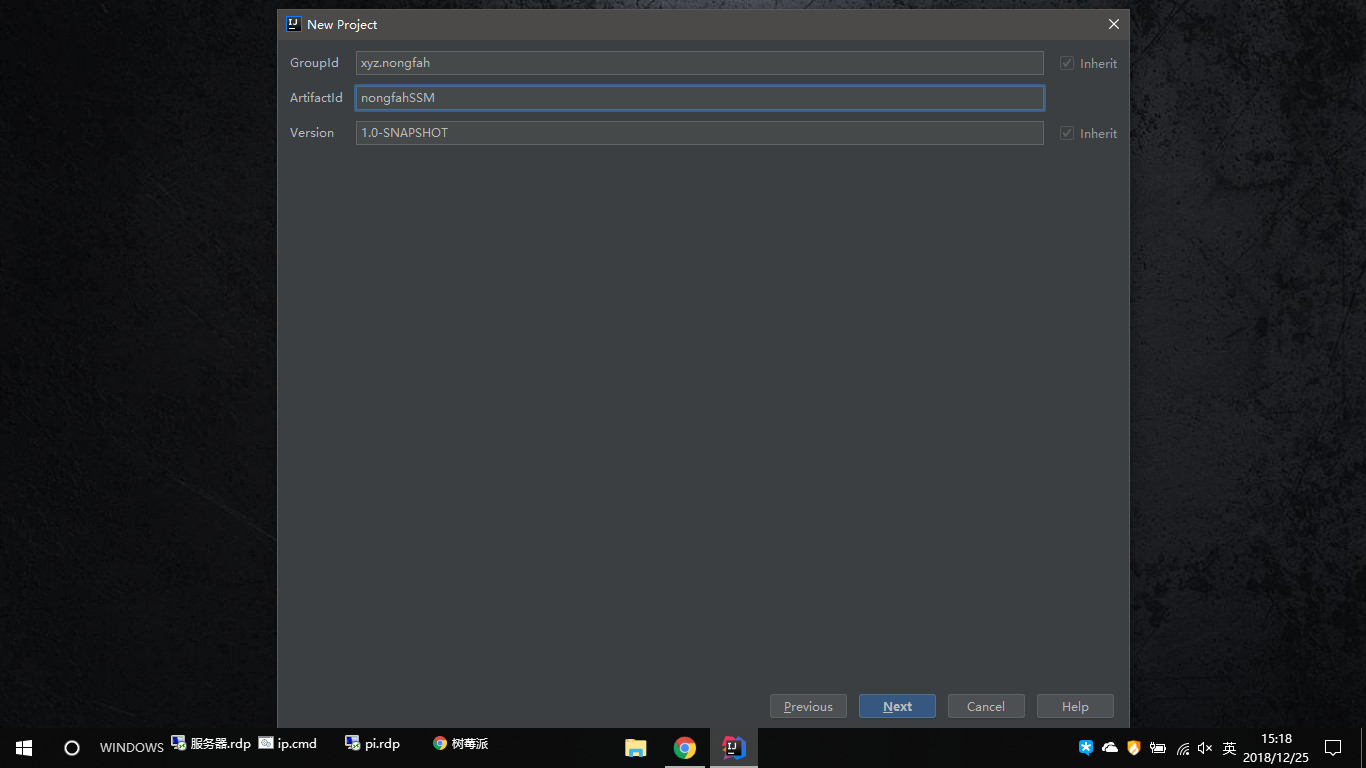 New Project
GroupId xyz.nongfah Inherit
ArtifactId nongfahSSM
Version 1.0-SNAPSHOT Inherit
Previous Next Cancel Help
WINDOWS 服务器.rdp ip.cmd pi.rdp 树莓派 英 15:18
2018/12/25